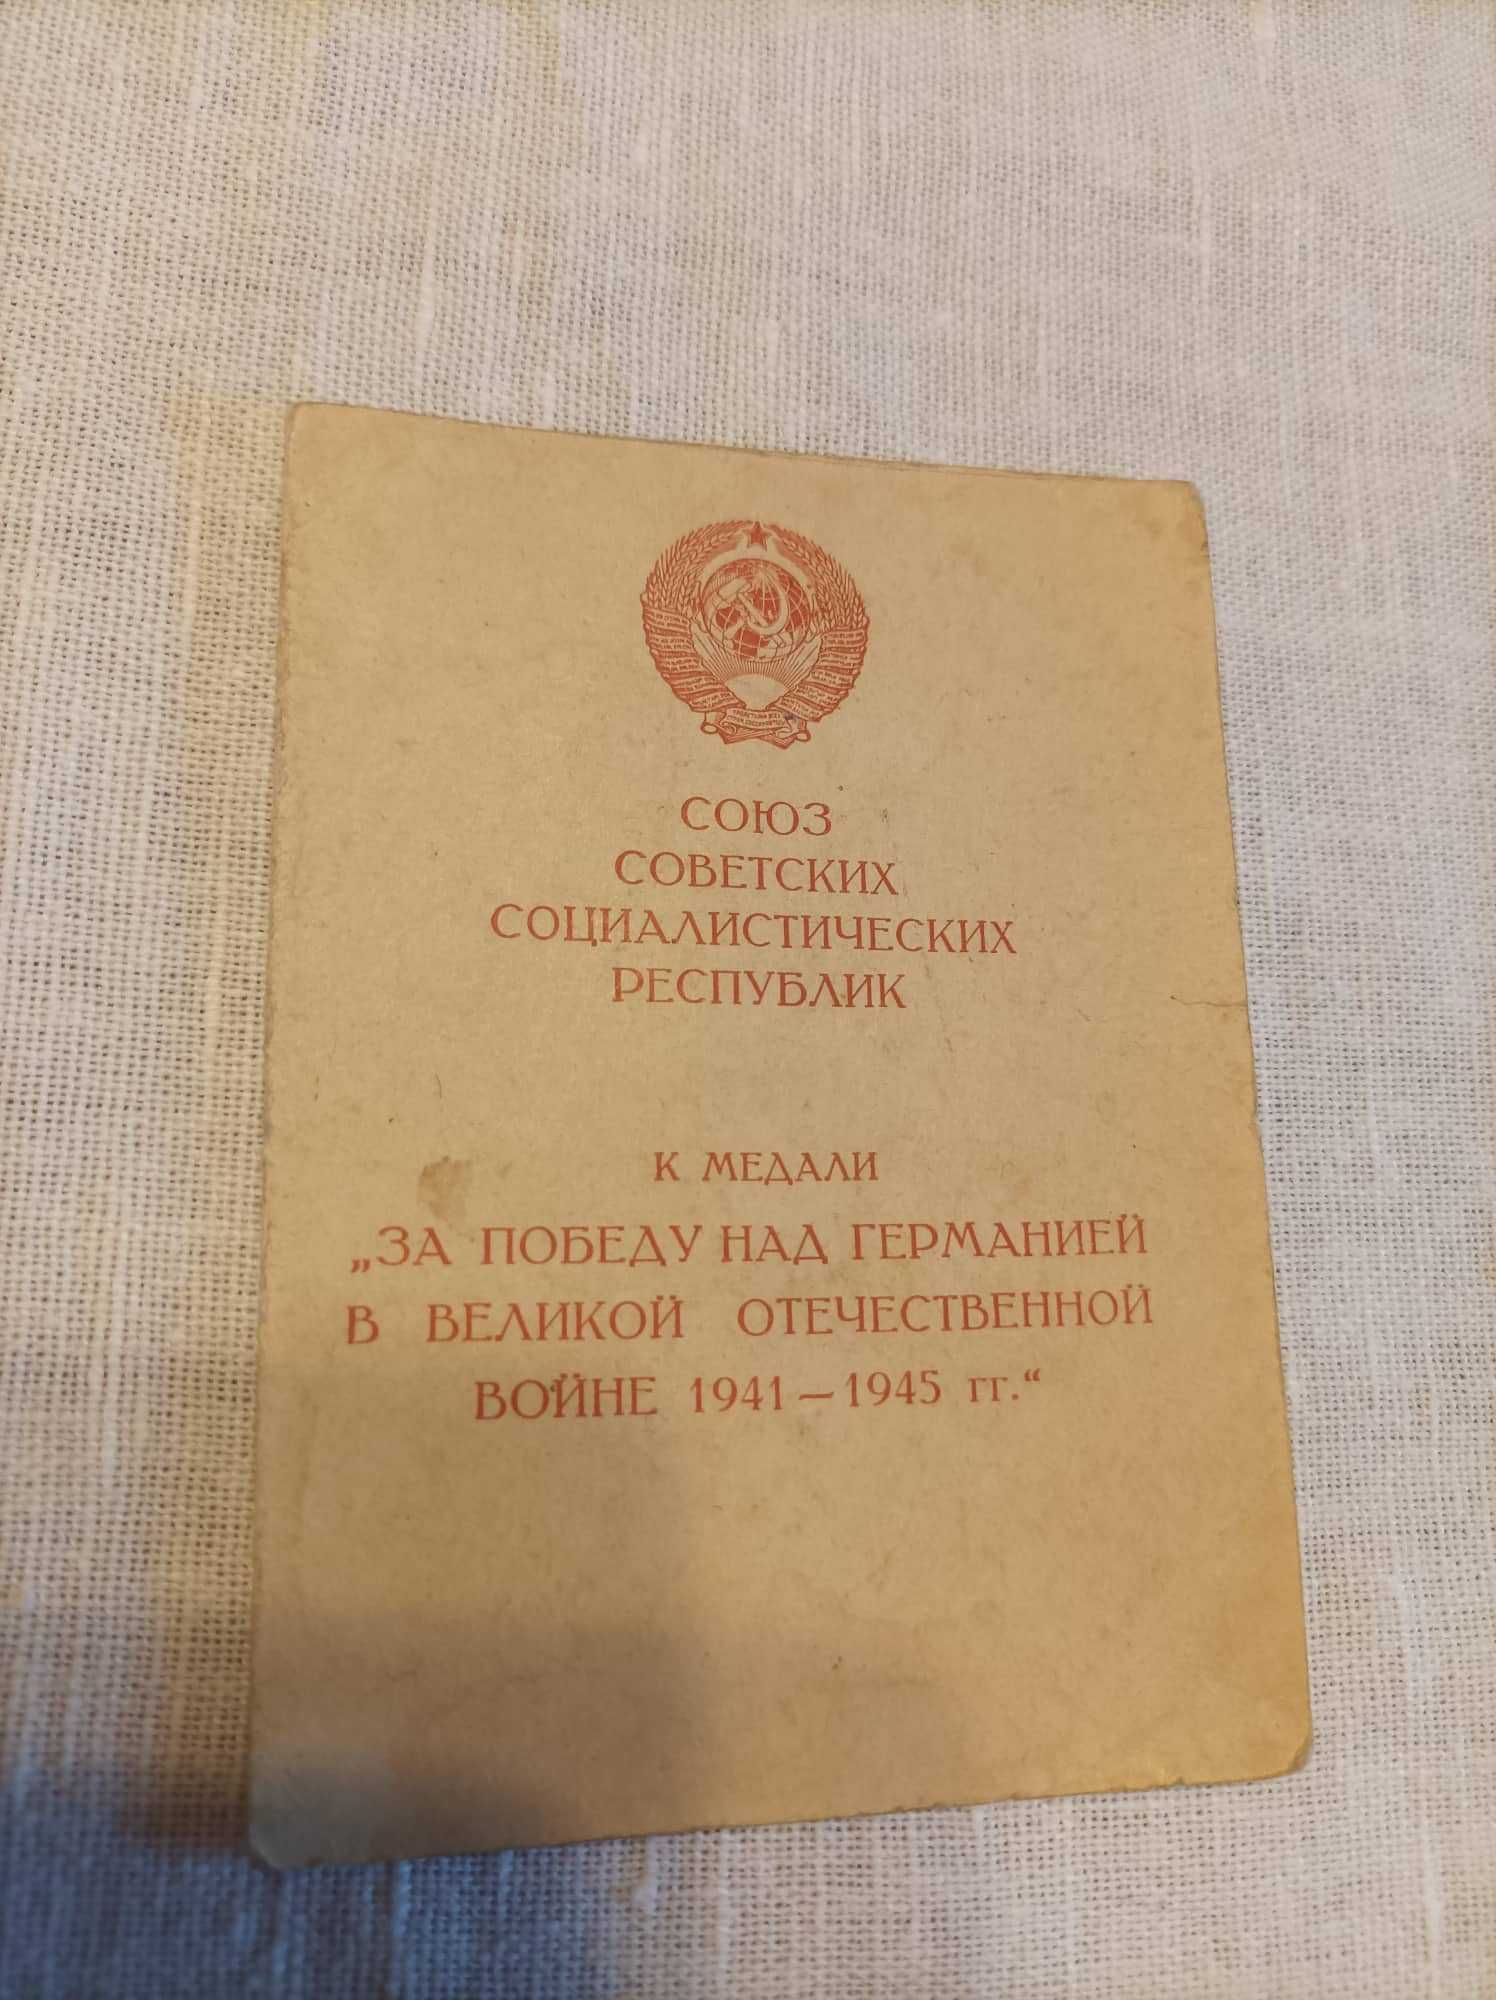 СОЮЗ
СОВЕТСКИХ
СОЦИАЛИСТИЧЕСКИХ
РЕСПУБЛИК
К МЕДАЛИ
„ЗА ПОБЕДУ НАД ГЕРМАНИЕЙ
В ВЕЛИКОЙ ОТЕЧЕСТВЕННОЙ
ВОЙНЕ 1941—1945 гг.“